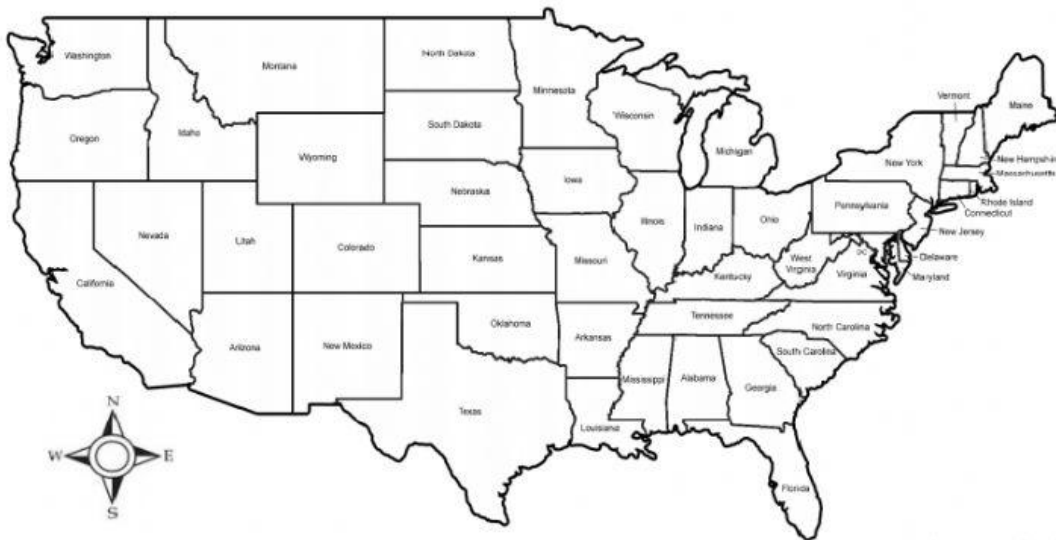 Washington
Montana
North Dakota
Minnesota
Vermont
Maine
Oregon
Idaho
South Dakota
Wisconsin
Michigan
New York
New Hampshire
Massachusetts
Wyoming
Nebraska
Iowa
Pennsylvania
Rhode Island
Connecticut
New Jersey
Nevada
Utah
Colorado
Kansas
Missouri
Illinois
Indiana
Ohio
West
Virginia
DC
Virginia
Delaware
Maryland
California
Kentucky
Arizona
New Mexico
Oklahoma
Arkansas
Tennessee
North Carolina
South Carolina
Texas
Louisiana
Mississippi
Alabama
Georgia
Florida
N
W
E
S